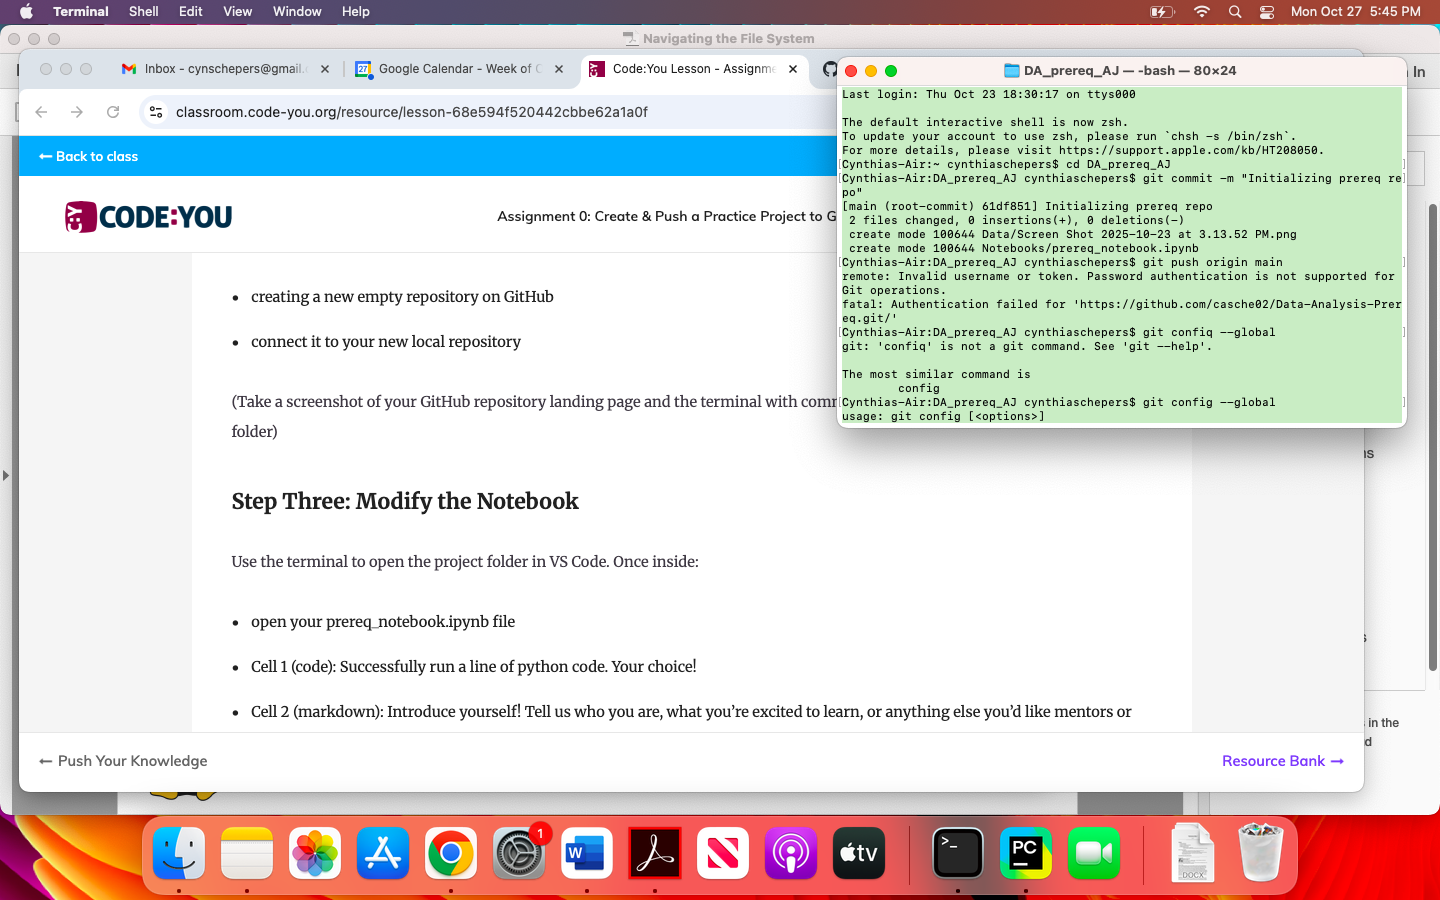 Terminal Shell Edit View Window Help Mon Oct 27 5:45 PM
Navigating the File System
Inbox - cynschepers@gmail.c Google Calendar - Week of O Code:You Lesson - Assignme
classroom.code-you.org/resource/lesson-68e594f520442cbbe62a1a0f
← Back to class
CODE:YOU
Assignment 0: Create & Push a Practice Project to G
• creating a new empty repository on GitHub
• connect it to your new local repository
(Take a screenshot of your GitHub repository landing page and the terminal with comm
folder)
Step Three: Modify the Notebook
Use the terminal to open the project folder in VS Code. Once inside:
• open your prereq_notebook.ipynb file
• Cell 1 (code): Successfully run a line of python code. Your choice!
• Cell 2 (markdown): Introduce yourself! Tell us who you are, what you’re excited to learn, or anything else you’d like mentors or
← Push Your Knowledge
Resource Bank →
DA_prereq_AJ — -bash — 80×24
Last login: Thu Oct 23 18:30:17 on ttys000
The default interactive shell is now zsh.
To update your account to use zsh, please run `chsh -s /bin/zsh`.
For more details, please visit https://support.apple.com/kb/HT208050.
[Cynthias-Air:~ cynthiaschepers$ cd DA_prereq_AJ ]
[Cynthias-Air:DA_prereq_AJ cynthiaschepers$ git commit -m "Initializing prereq re]
po"
[main (root-commit) 61df851] Initializing prereq repo
2 files changed, 0 insertions(+), 0 deletions(-)
create mode 100644 Data/Screen Shot 2025-10-23 at 3.13.52 PM.png
create mode 100644 Notebooks/prereq_notebook.ipynb
[Cynthias-Air:DA_prereq_AJ cynthiaschepers$ git push origin main ]
remote: Invalid username or token. Password authentication is not supported for
Git operations.
fatal: Authentication failed for 'https://github.com/casche02/Data-Analysis-Prer
eq.git/'
[Cynthias-Air:DA_prereq_AJ cynthiaschepers$ git confiq --global ]
git: 'confiq' is not a git command. See 'git --help'.
The most similar command is
config
[Cynthias-Air:DA_prereq_AJ cynthiaschepers$ git config --global ]
usage: git config [<options>]
n In
ns
s
s in the
d
27
1
W
>_
PC
tv
DOCX